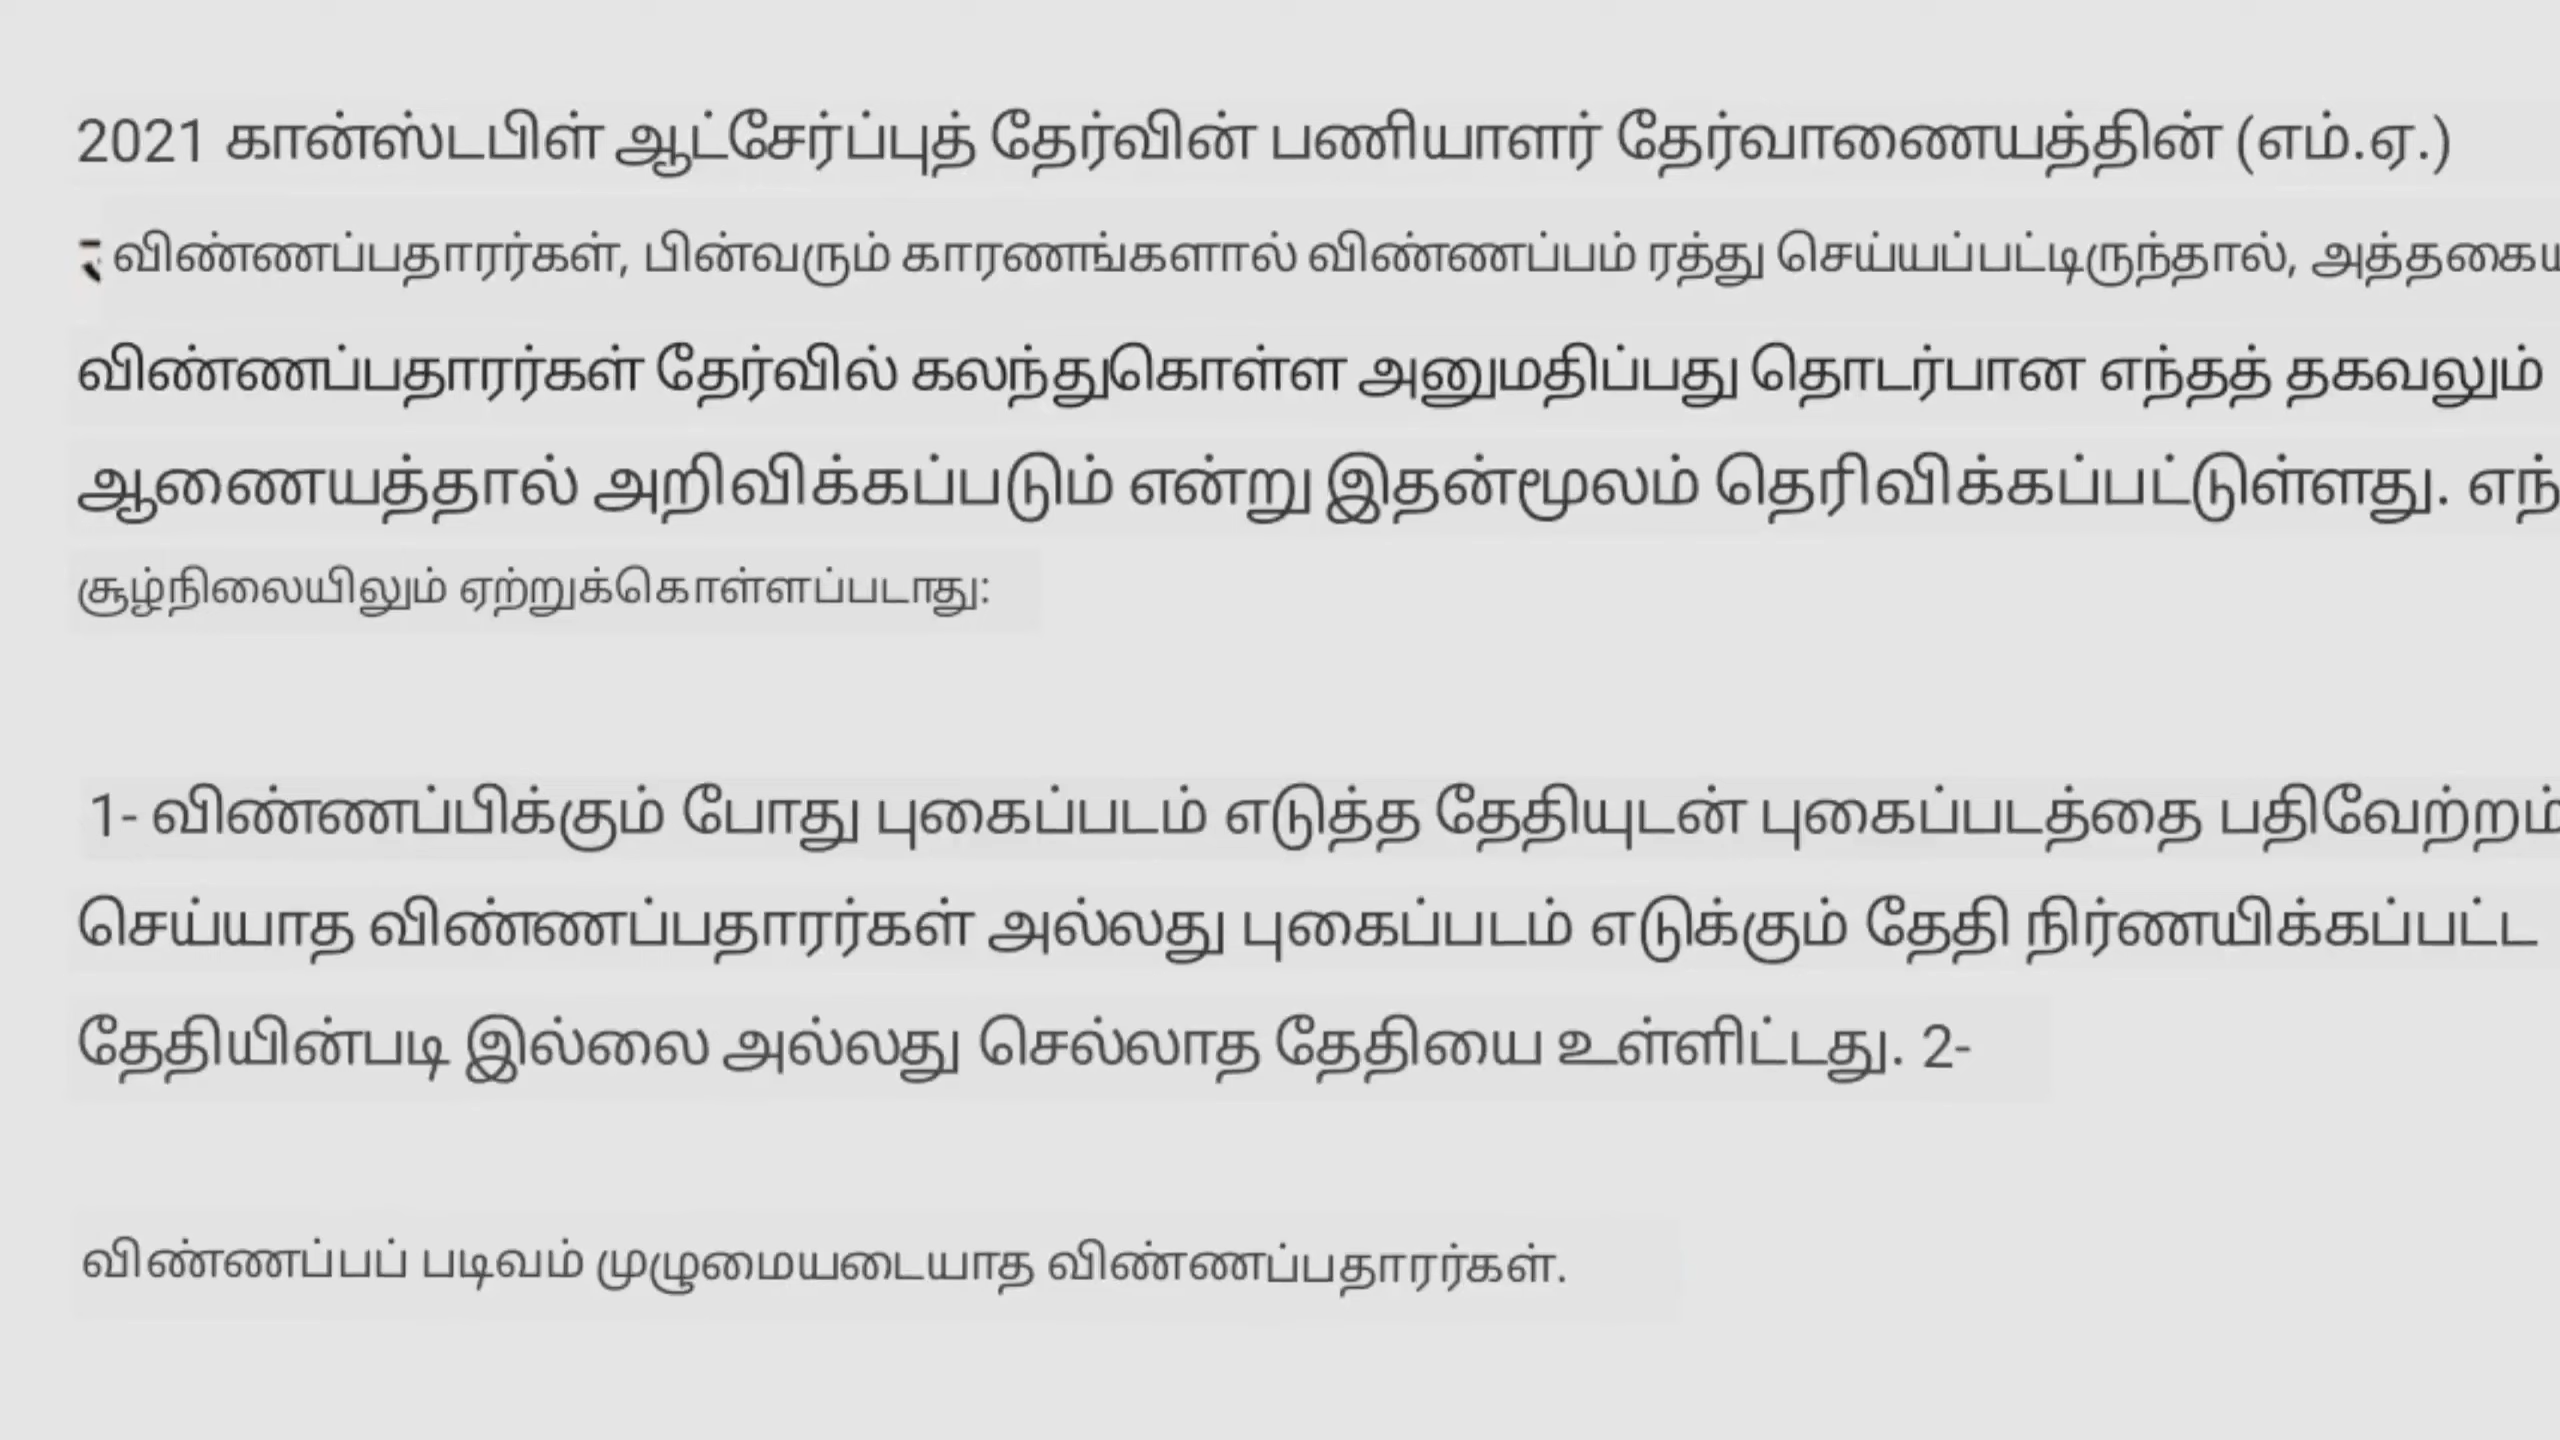 2021 கான்ஸ்டபிள் ஆட்சேர்ப்புத் தேர்வின் பணியாளர் தேர்வாணையத்தின் (எம்.ஏ.)
விண்ணப்பதாரர்கள், பின்வரும் காரணங்களால் விண்ணப்பம் ரத்து செய்யப்பட்டிருந்தால், அத்தகைய
விண்ணப்பதாரர்கள் தேர்வில் கலந்துகொள்ள அனுமதிப்பது தொடர்பான எந்தத் தகவலும்
ஆணையத்தால் அறிவிக்கப்படும் என்று இதன்மூலம் தெரிவிக்கப்பட்டுள்ளது. எந்
சூழ்நிலையிலும் ஏற்றுக்கொள்ளப்படாது:
1- விண்ணப்பிக்கும் போது புகைப்படம் எடுத்த தேதியுடன் புகைப்படத்தை பதிவேற்றம்
செய்யாத விண்ணப்பதாரர்கள் அல்லது புகைப்படம் எடுக்கும் தேதி நிர்ணயிக்கப்பட்ட
தேதியின்படி இல்லை அல்லது செல்லாத தேதியை உள்ளிட்டது. 2-
விண்ணப்பப் படிவம் முழுமையடையாத விண்ணப்பதாரர்கள்.